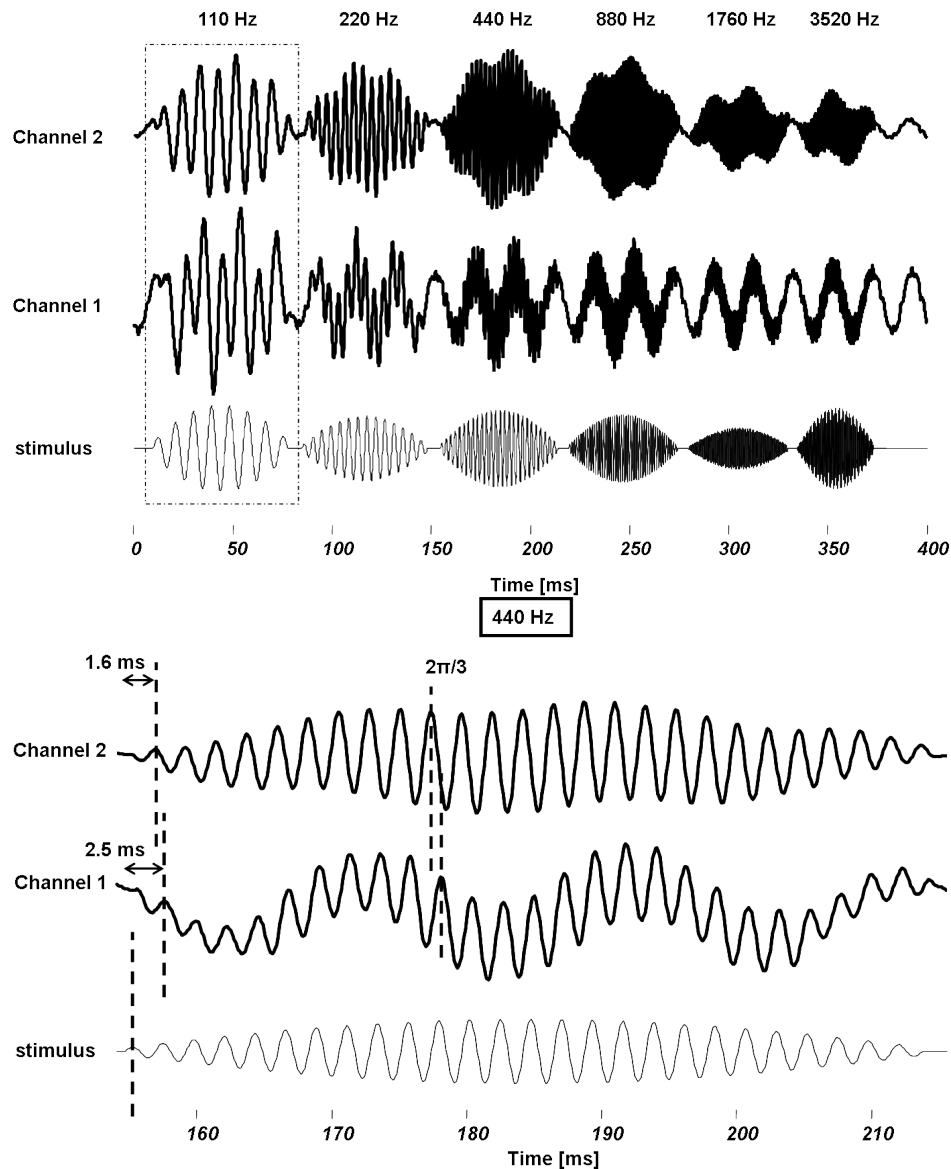 110 Hz 220 Hz 440 Hz 880 Hz 1760 Hz 3520 Hz
Channel 2
Channel 1
stimulus
0 50 100 150 200 250 300 350 400
Time [ms]
440 Hz
1.6 ms
2π/3
Channel 2
2.5 ms
Channel 1
stimulus
160 170 180 190 200 210
Time [ms]